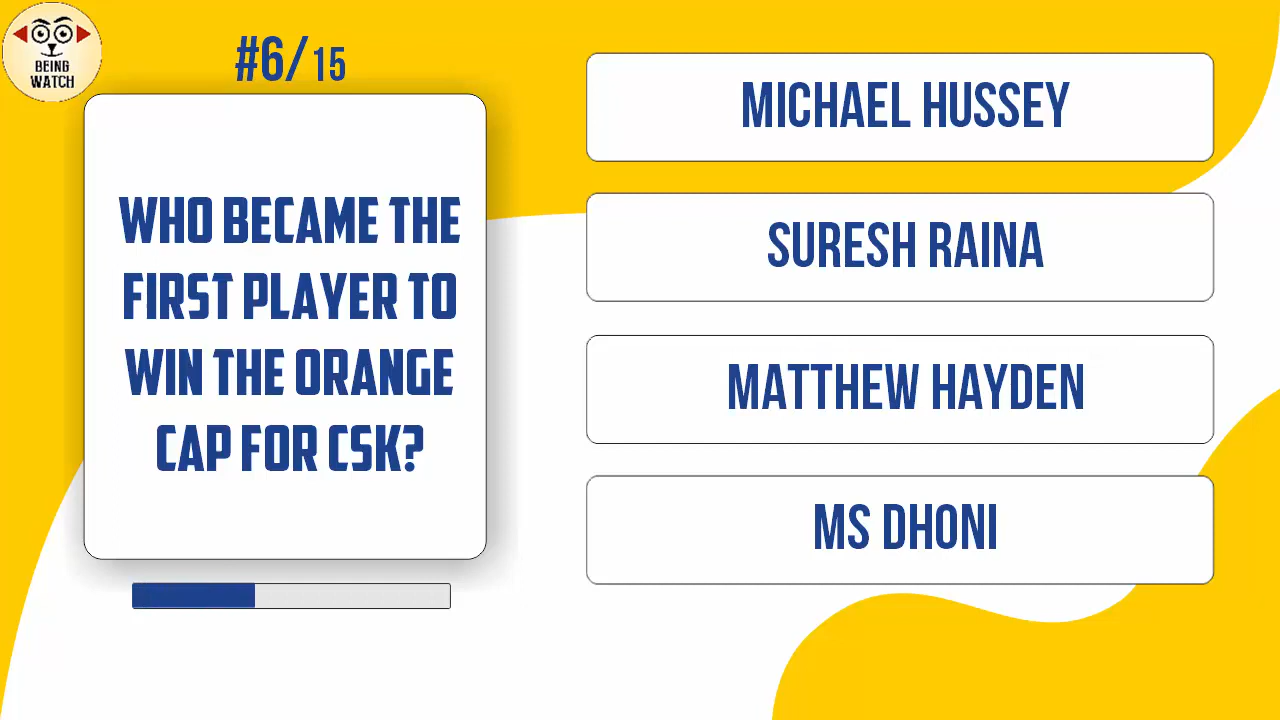 BEING
WATCH
#6/15
WHO BECAME THE
FIRST PLAYER TO
WIN THE ORANGE
CAP FOR CSK?
MICHAEL HUSSEY
SURESH RAINA
MATTHEW HAYDEN
MS DHONI